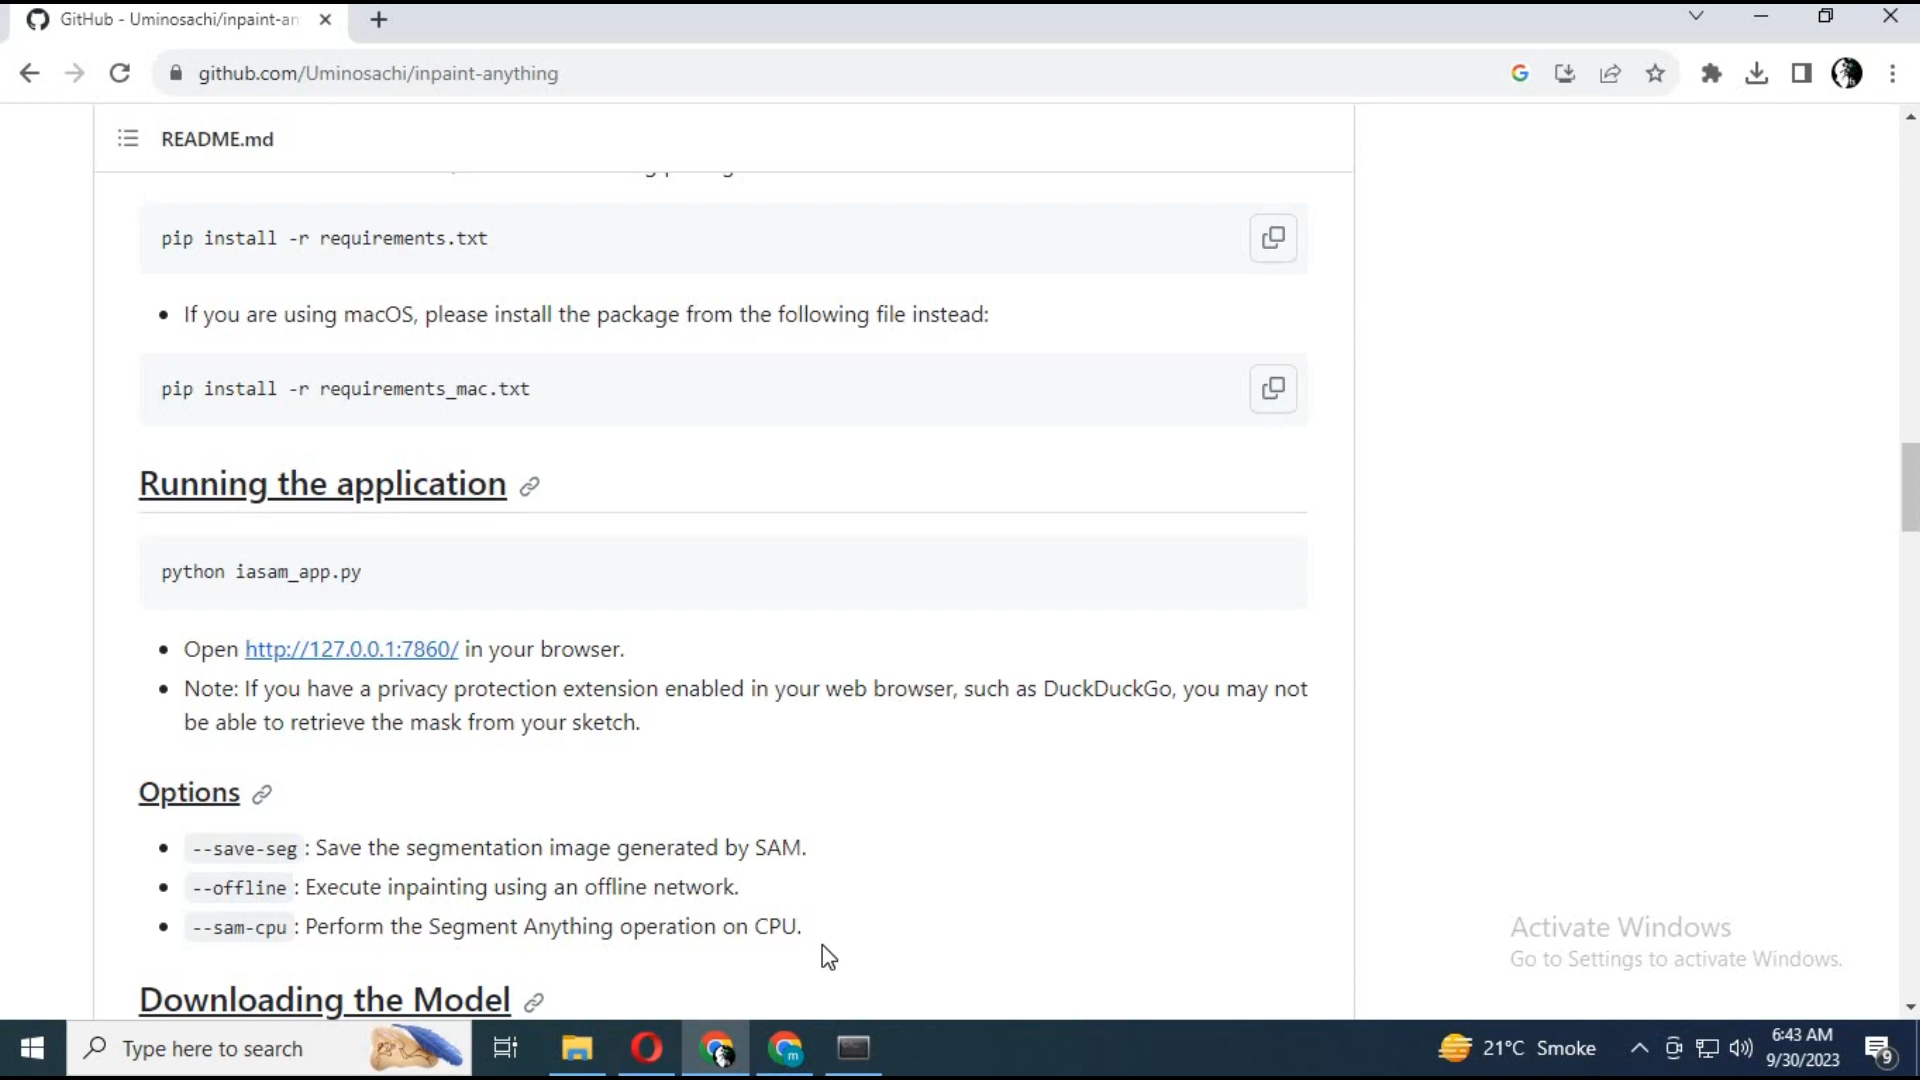 GitHub - Uminosachi/inpaint-an
github.com/Uminosachi/inpaint-anything
README.md
pip install -r requirements.txt
If you are using macOS, please install the package from the following file instead:
pip install -r requirements_mac.txt
Running the application
python iasam_app.py
Open http://127.0.0.1:7860/ in your browser.
Note: If you have a privacy protection extension enabled in your web browser, such as DuckDuckGo, you may not
be able to retrieve the mask from your sketch.
Options
--save-seg : Save the segmentation image generated by SAM.
--offline : Execute inpainting using an offline network.
--sam-cpu : Perform the Segment Anything operation on CPU.
Activate Windows
Go to Settings to activate Windows.
Downloading the Model
Type here to search
m
21°C Smoke
6:43 AM
9/30/2023
9